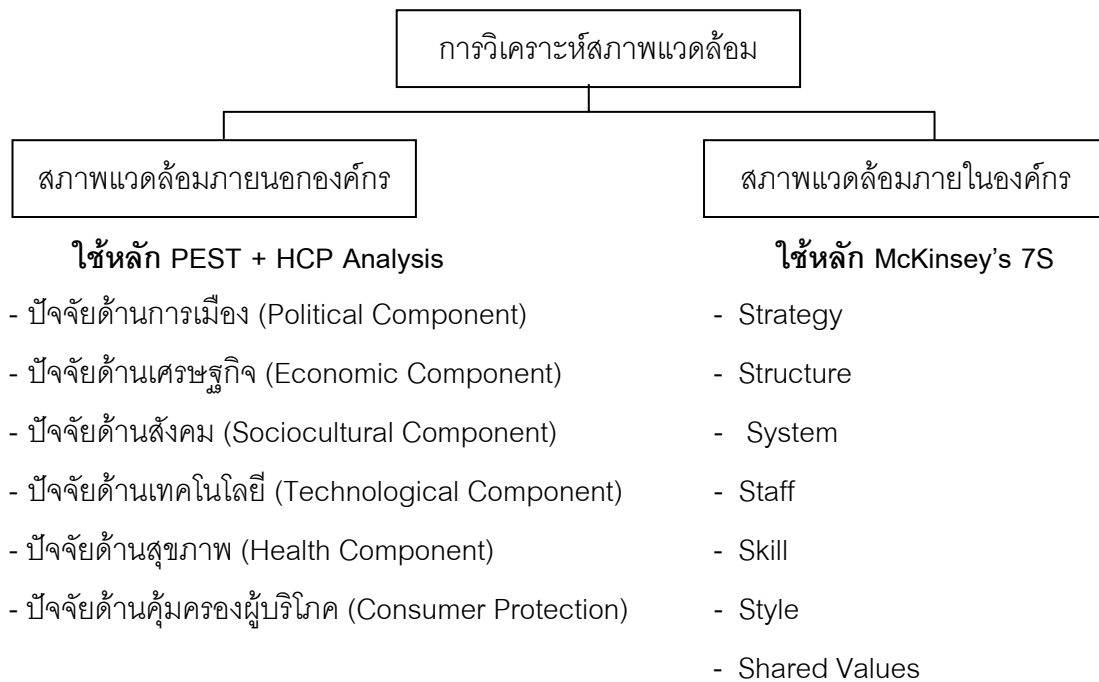 การวิเคราะห์สภาพแวดล้อม
สภาพแวดล้อมภายนอกองค์กร
ใช้หลัก PEST + HCP Analysis
- ปัจจัยด้านการเมือง (Political Component)
- ปัจจัยด้านเศรษฐกิจ (Economic Component)
- ปัจจัยด้านสังคม (Sociocultural Component)
- ปัจจัยด้านเทคโนโลยี (Technological Component)
- ปัจจัยด้านสุขภาพ (Health Component)
- ปัจจัยด้านคุ้มครองผู้บริโภค (Consumer Protection)
สภาพแวดล้อมภายในองค์กร
ใช้หลัก McKinsey's 7S
- Strategy
- Structure
- System
- Staff
- Skill
- Style
- Shared Values